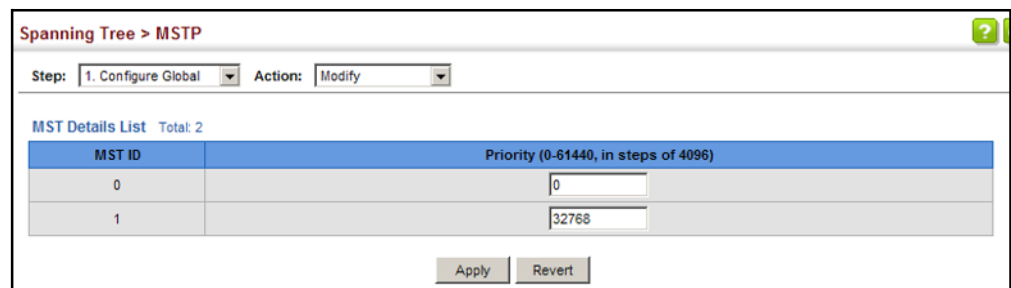 Spanning Tree > MSTP
?
Step: 1. Configure Global Action: Modify
MST Details List Total: 2
MST ID Priority (0-61440, in steps of 4096)
0 0
1 32768
Apply Revert